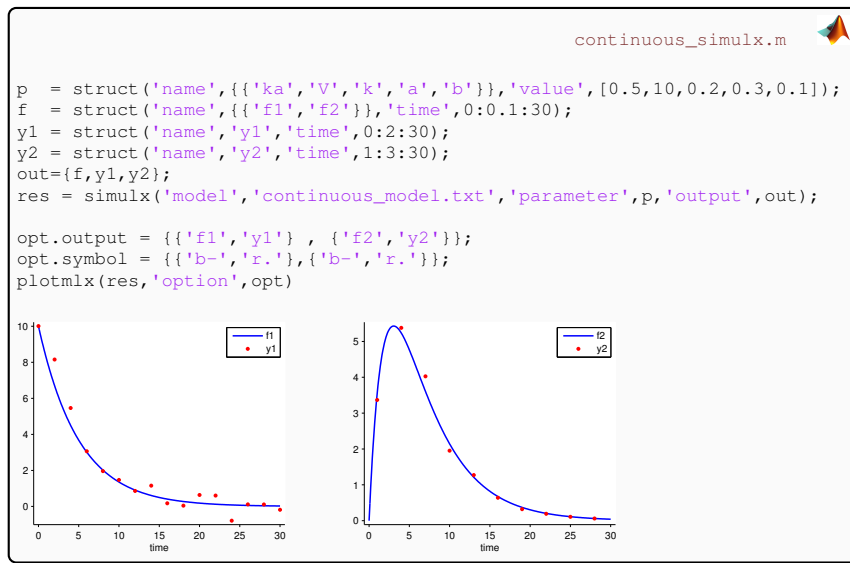 continuous_simulx.m
p  = struct('name',{{'ka','V','k','a','b'}},'value',[0.5,10,0.2,0.3,0.1]);
f  = struct('name',{{'f1','f2'}},'time',0:0.1:30);
y1 = struct('name','y1','time',0:2:30);
y2 = struct('name','y2','time',1:3:30);
out={f,y1,y2};
res = simulx('model','continuous_model.txt','parameter',p,'output',out);
opt.output = {{'f1','y1'} , {'f2','y2'}};
opt.symbol = {{'b-','r.'},{'b-','r.'}};
plotmlx(res,'option',opt)
10
8
6
4
2
0
0 5 10 15 20 25 30
time
f1
y1
5
4
3
2
1
0
0 5 10 15 20 25 30
time
f2
y2